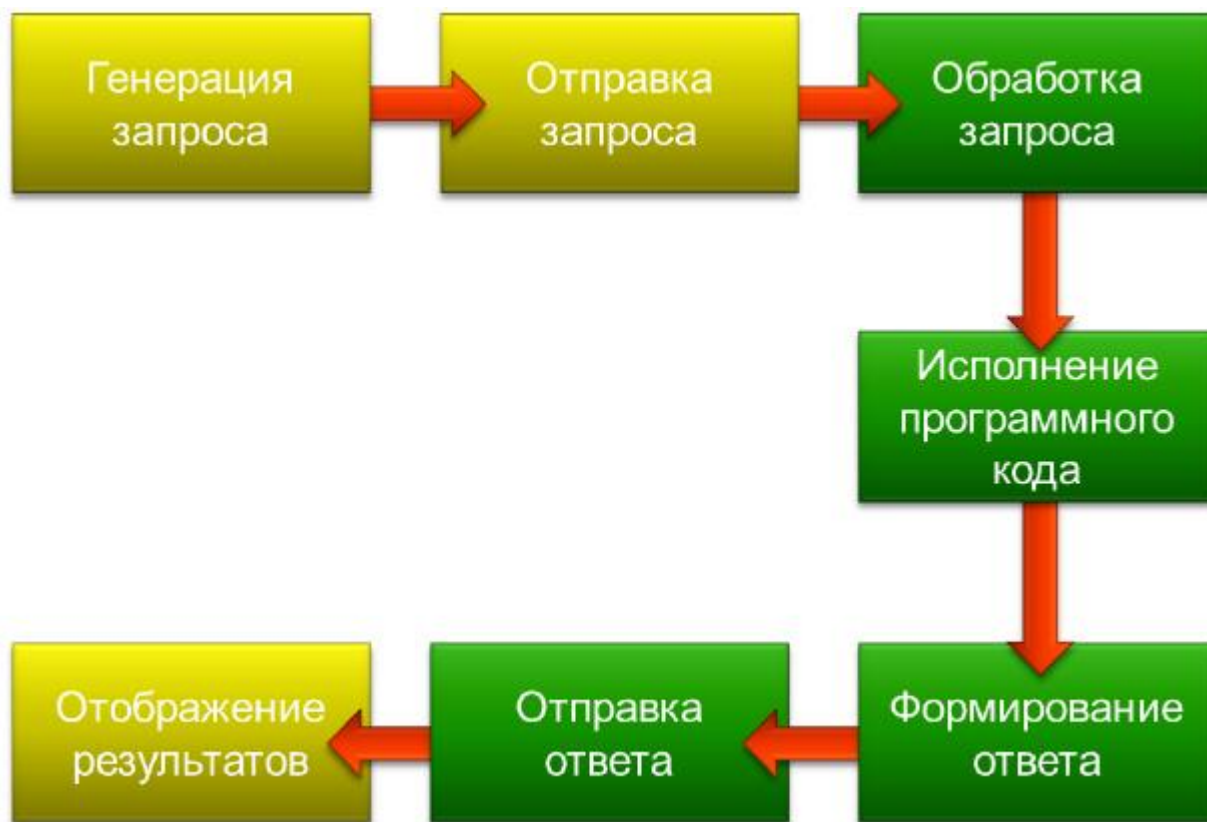 Генерация
запроса
Отправка
запроса
Обработка
запроса
Исполнение
программного
кода
Формирование
ответа
Отправка
ответа
Отображение
результатов